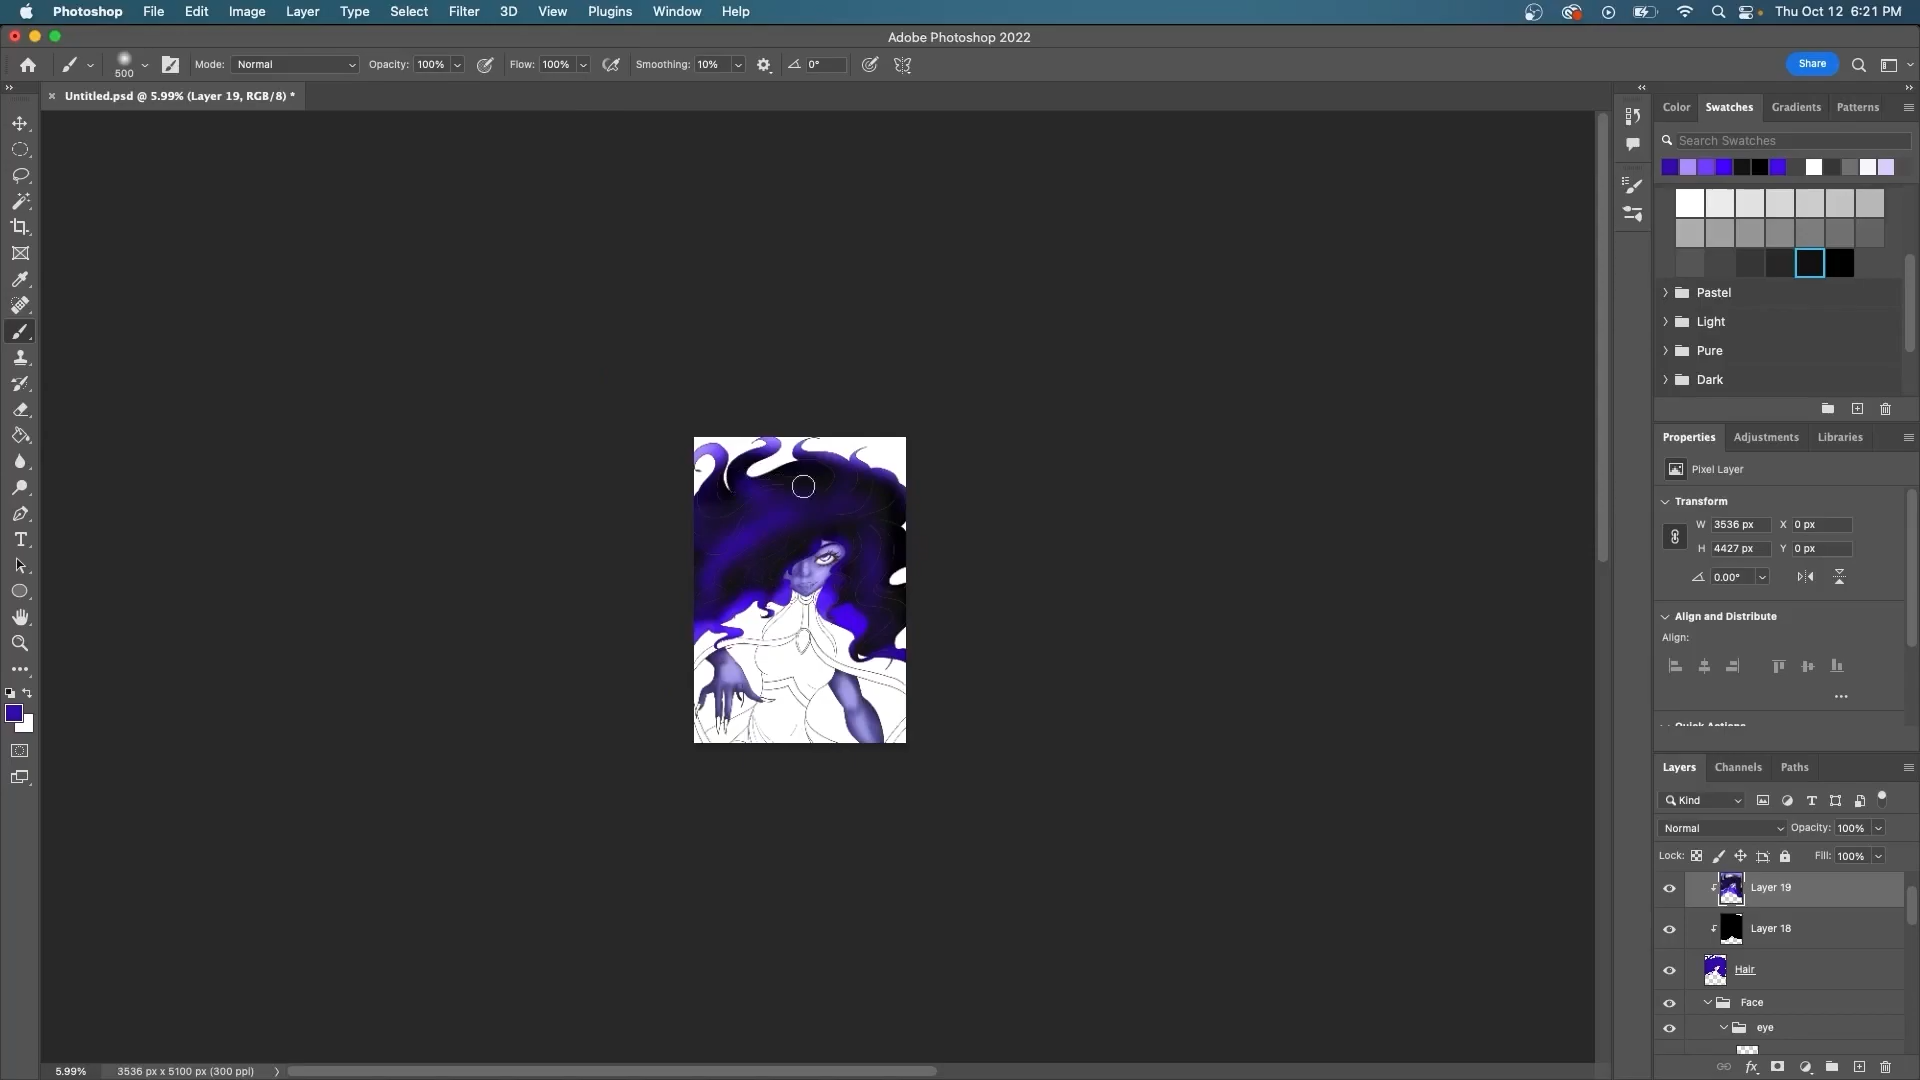 Photoshop File Edit Image Layer Type Select Filter 3D View Plugins Window Help Thu Oct 12 6:21 PM
Adobe Photoshop 2022
500 Mode: Normal Opacity: 100% Flow: 100% Smoothing: 10% 0° Share
Untitled.psd @ 5.99% (Layer 19, RGB/8) *
Color Swatches Gradients Patterns
Search Swatches
Pastel
Light
Pure
Dark
Properties Adjustments Libraries
Pixel Layer
Transform
W 3536 px X 0 px
H 4427 px Y 0 px
0.00°
Align and Distribute
Align:
Quick Actions
Layers Channels Paths
Kind
Normal Opacity: 100%
Lock: Fill: 100%
Layer 19
Layer 18
Hair
Face
eye
5.99% 3536 px x 5100 px (300 ppi)